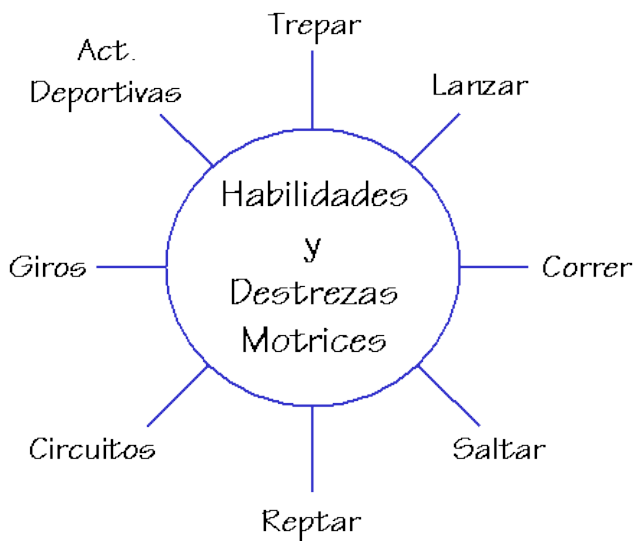 Trepar
Act.
Deportivas
Lanzar
Habilidades
y
Destrezas
Motrices
Giros
Correr
Circuitos
Saltar
Reptar